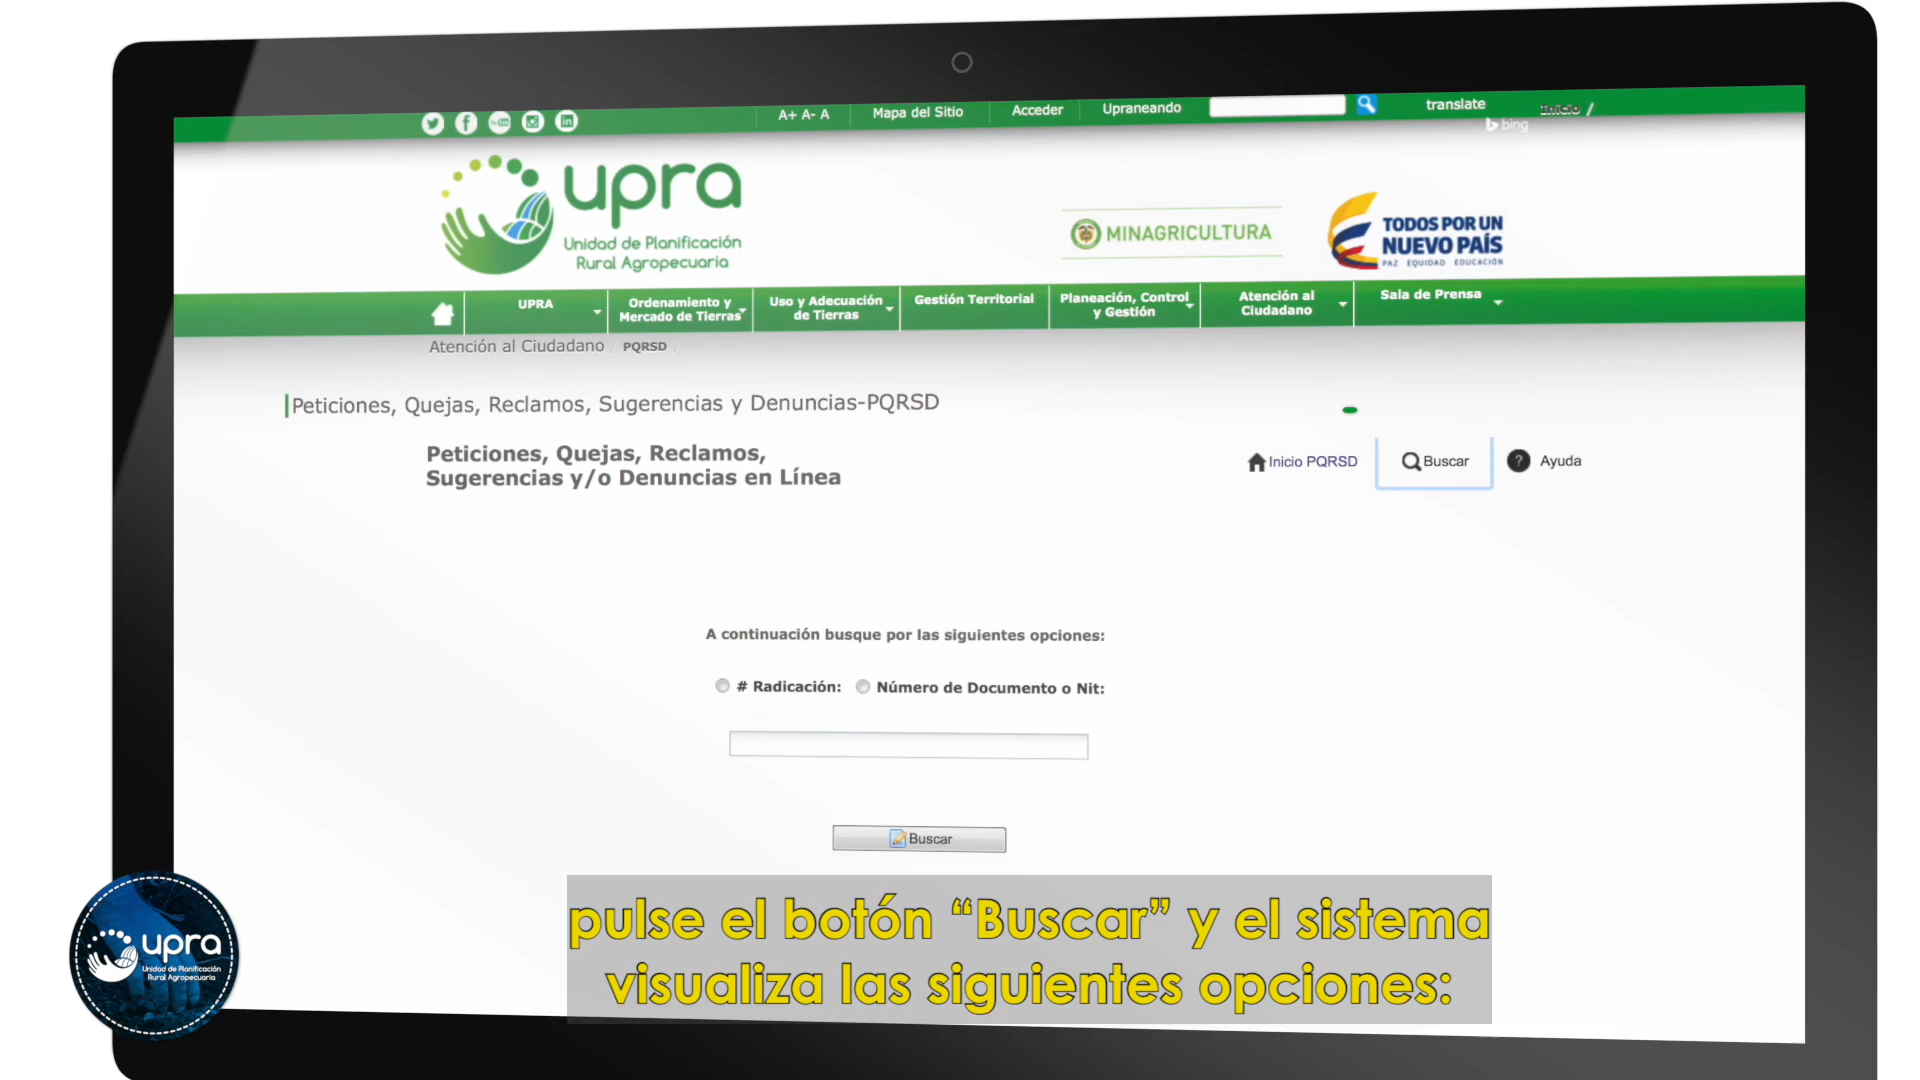 A+ A- A
Mapa del Sitio
Acceder
Upraneando
translate
Inicio /
bing
upra
Unidad de Planificación
Rural Agropecuaria
MINAGRICULTURA
TODOS POR UN
NUEVO PAÍS
PAZ EQUIDAD EDUCACIÓN
UPRA
Ordenamiento y
Mercado de Tierras
Uso y Adecuación
de Tierras
Gestión Territorial
Planeación, Control
y Gestión
Atención al
Ciudadano
Sala de Prensa
Atención al Ciudadano / PQRSD /
Peticiones, Quejas, Reclamos, Sugerencias y Denuncias-PQRSD
Peticiones, Quejas, Reclamos,
Sugerencias y/o Denuncias en Línea
Inicio PQRSD
Buscar
? Ayuda
A continuación busque por las siguientes opciones:
# Radicación:
Número de Documento o Nit:
Buscar
pulse el botón “Buscar” y el sistema
visualiza las siguientes opciones:
upra
Unidad de Planificación
Rural Agropecuaria